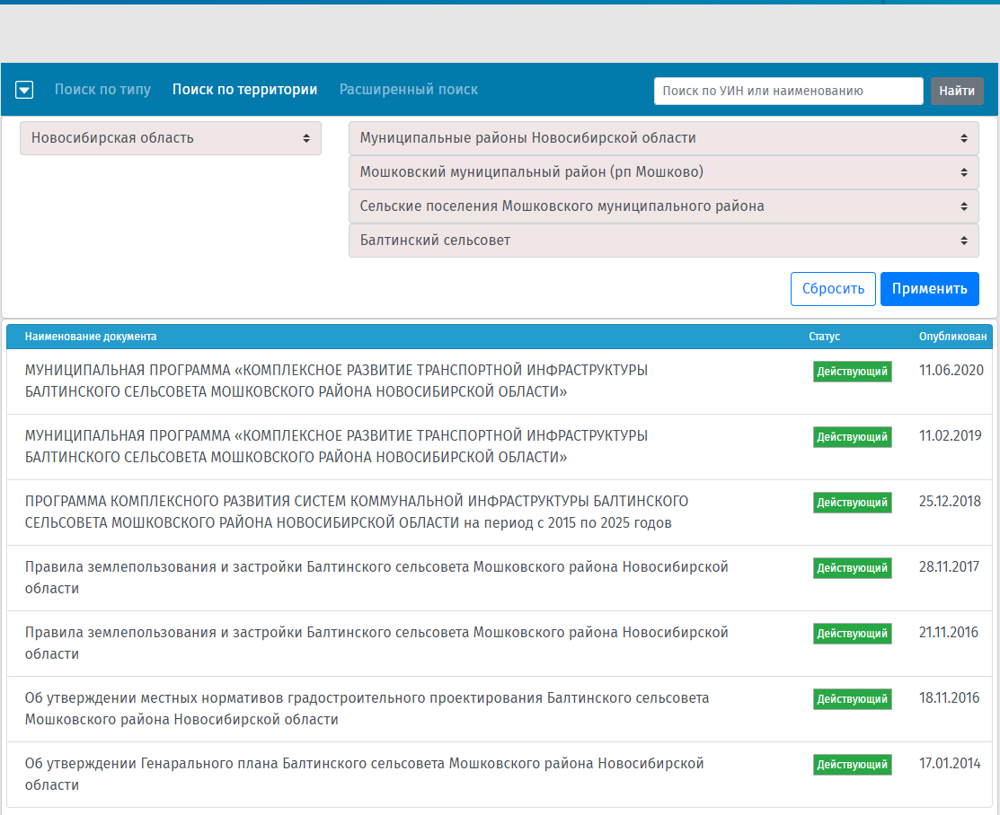 Поиск по типу Поиск по территории Расширенный поиск Поиск по УИН или наименованию Найти
Новосибирская область Муниципальные районы Новосибирской области
Мошковский муниципальный район (рп Мошково)
Сельские поселения Мошковского муниципального района
Балтинский сельсовет
Сбросить Применить
Наименование документа Статус Опубликован
МУНИЦИПАЛЬНАЯ ПРОГРАММА «КОМПЛЕКСНОЕ РАЗВИТИЕ ТРАНСПОРТНОЙ ИНФРАСТРУКТУРЫ Действующий 11.06.2020
БАЛТИНСКОГО СЕЛЬСОВЕТА МОШКОВСКОГО РАЙОНА НОВОСИБИРСКОЙ ОБЛАСТИ»
МУНИЦИПАЛЬНАЯ ПРОГРАММА «КОМПЛЕКСНОЕ РАЗВИТИЕ ТРАНСПОРТНОЙ ИНФРАСТРУКТУРЫ Действующий 11.02.2019
БАЛТИНСКОГО СЕЛЬСОВЕТА МОШКОВСКОГО РАЙОНА НОВОСИБИРСКОЙ ОБЛАСТИ»
ПРОГРАММА КОМПЛЕКСНОГО РАЗВИТИЯ СИСТЕМ КОММУНАЛЬНОЙ ИНФРАСТРУКТУРЫ БАЛТИНСКОГО Действующий 25.12.2018
СЕЛЬСОВЕТА МОШКОВСКОГО РАЙОНА НОВОСИБИРСКОЙ ОБЛАСТИ на период с 2015 по 2025 годов
Правила землепользования и застройки Балтинского сельсовета Мошковского района Новосибирской Действующий 28.11.2017
области
Правила землепользования и застройки Балтинского сельсовета Мошковского района Новосибирской Действующий 21.11.2016
области
Об утверждении местных нормативов градостроительного проектирования Балтинского сельсовета Действующий 18.11.2016
Мошковского района Новосибирской области
Об утверждении Генарального плана Балтинского сельсовета Мошковского района Новосибирской Действующий 17.01.2014
области